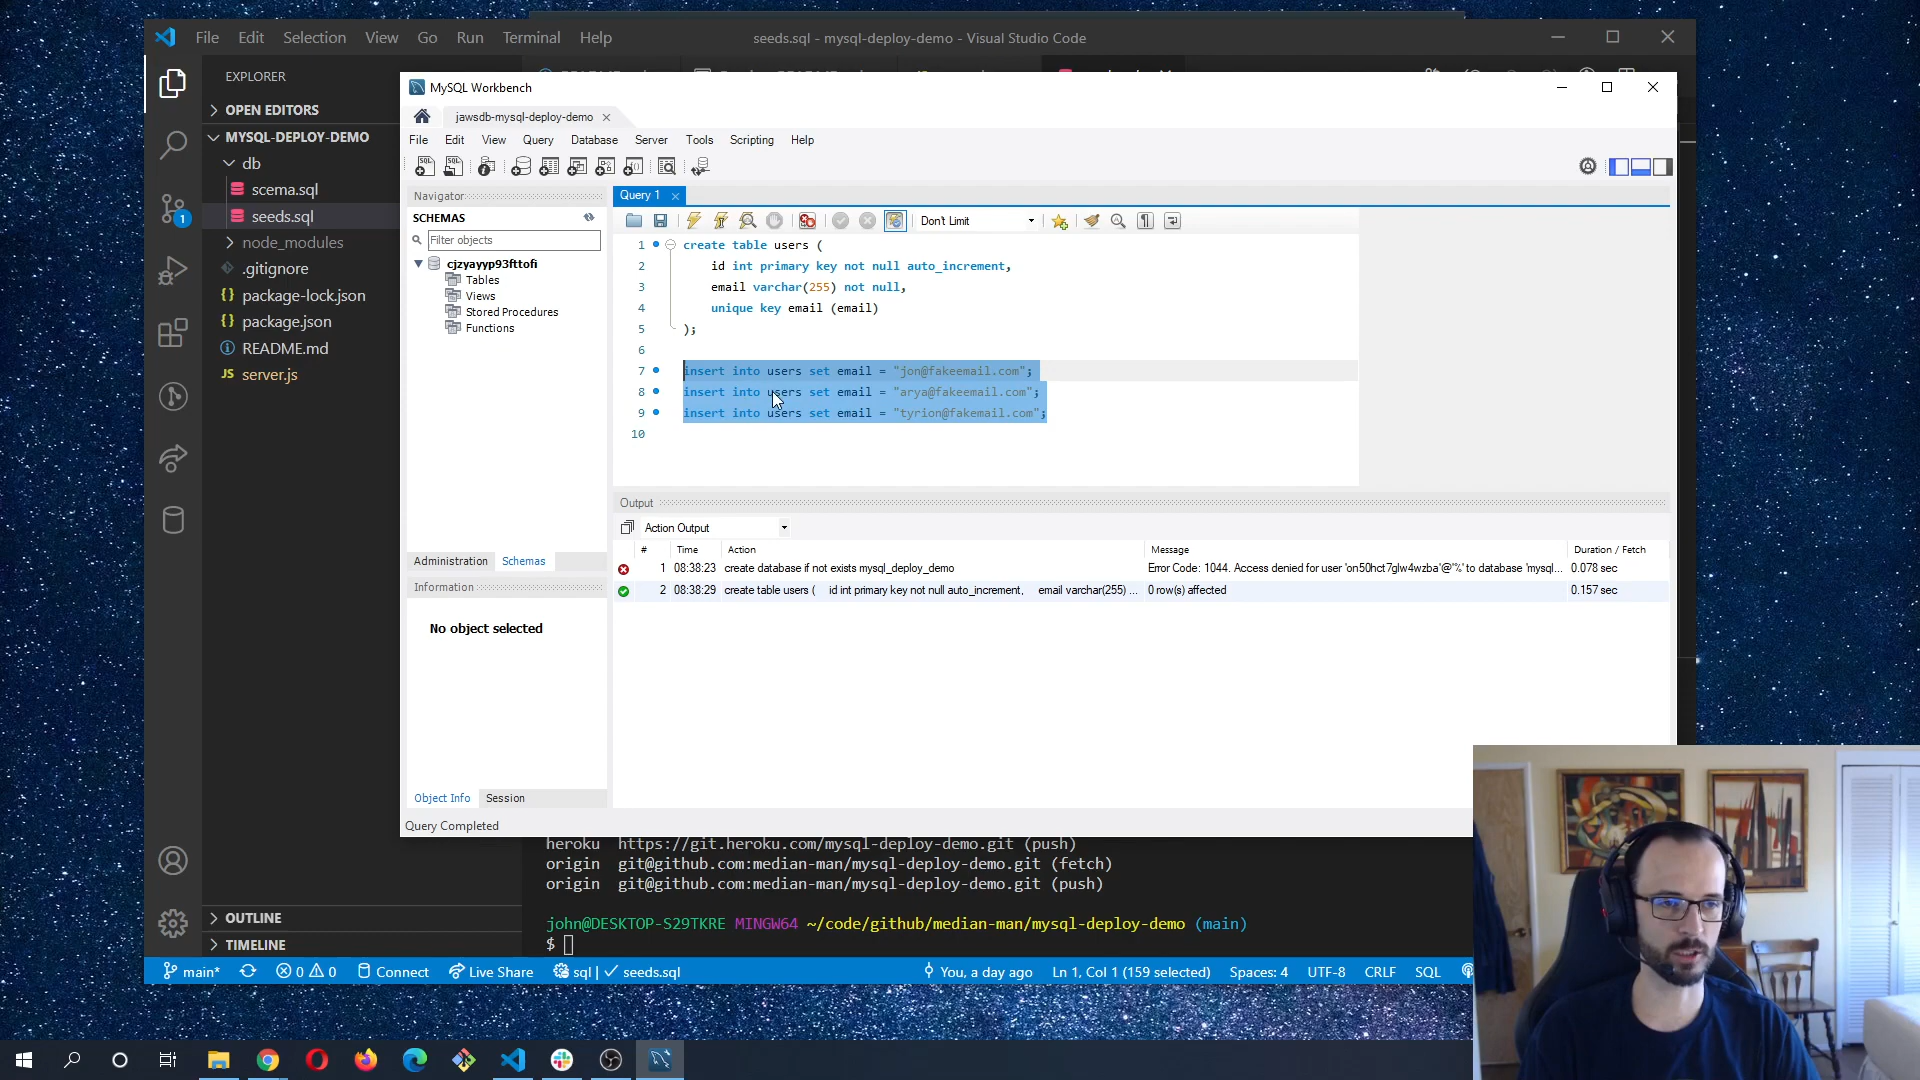 File Edit Selection View Go Run Terminal Help
seeds.sql - mysql-deploy-demo - Visual Studio Code
EXPLORER
OPEN EDITORS
MYSQL-DEPLOY-DEMO
db
scema.sql
seeds.sql
node_modules
.gitignore
package-lock.json
package.json
README.md
server.js
OUTLINE
TIMELINE
MySQL Workbench
jawsdb-mysql-deploy-demo
File Edit View Query Database Server Tools Scripting Help
Navigator
SCHEMAS
Filter objects
cjzyayyp93fttofi
Tables
Views
Stored Procedures
Functions
Administration Schemas
Information
No object selected
Object Info Session
Query Completed
Query 1
Don't Limit
1 create table users (
2 id int primary key not null auto_increment,
3 email varchar(255) not null,
4 unique key email (email)
5 );
6
7 insert into users set email = "jon@fakeemail.com";
8 insert into users set email = "arya@fakeemail.com";
9 insert into users set email = "tyrion@fakemail.com";
10
Output
Action Output
# Time Action Message Duration / Fetch
1 08:38:23 create database if not exists mysql_deploy_demo Error Code: 1044. Access denied for user 'on50hct7glw4wzba'@'%' to database 'mysql... 0.078 sec
2 08:38:29 create table users ( id int primary key not null auto_increment, email varchar(255) ... 0 row(s) affected 0.157 sec
heroku https://git.heroku.com/mysql-deploy-demo.git (push)
origin git@github.com:median-man/mysql-deploy-demo.git (fetch)
origin git@github.com:median-man/mysql-deploy-demo.git (push)
john@DESKTOP-S29TKRE MINGW64 ~/code/github/median-man/mysql-deploy-demo (main)
$
main* 0 0 Connect Live Share sql | seeds.sql You, a day ago Ln 1, Col 1 (159 selected) Spaces: 4 UTF-8 CRLF SQL
1